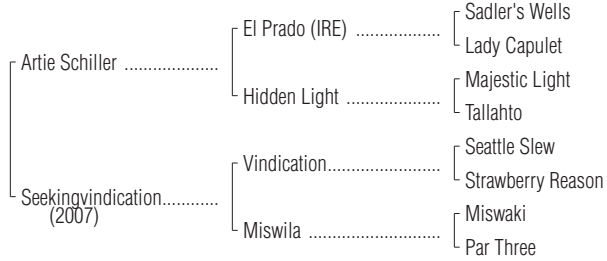 Sadler's Wells
El Prado (IRE) ...................
Lady Capulet
Artie Schiller .....................
Majestic Light
Hidden Light .....................
Tallahto
Seattle Slew
Vindication.........................
Strawberry Reason
Seekingvindication............
(2007)
Miswaki
Miswila .............................
Par Three